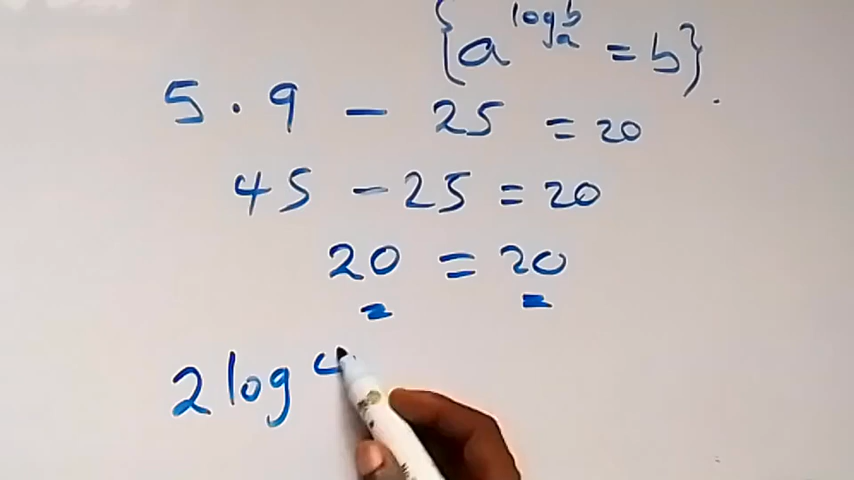 {a^log_a b = b}.
5 · 9 - 25 = 20
45 - 25 = 20
20 = 20
2 log 4